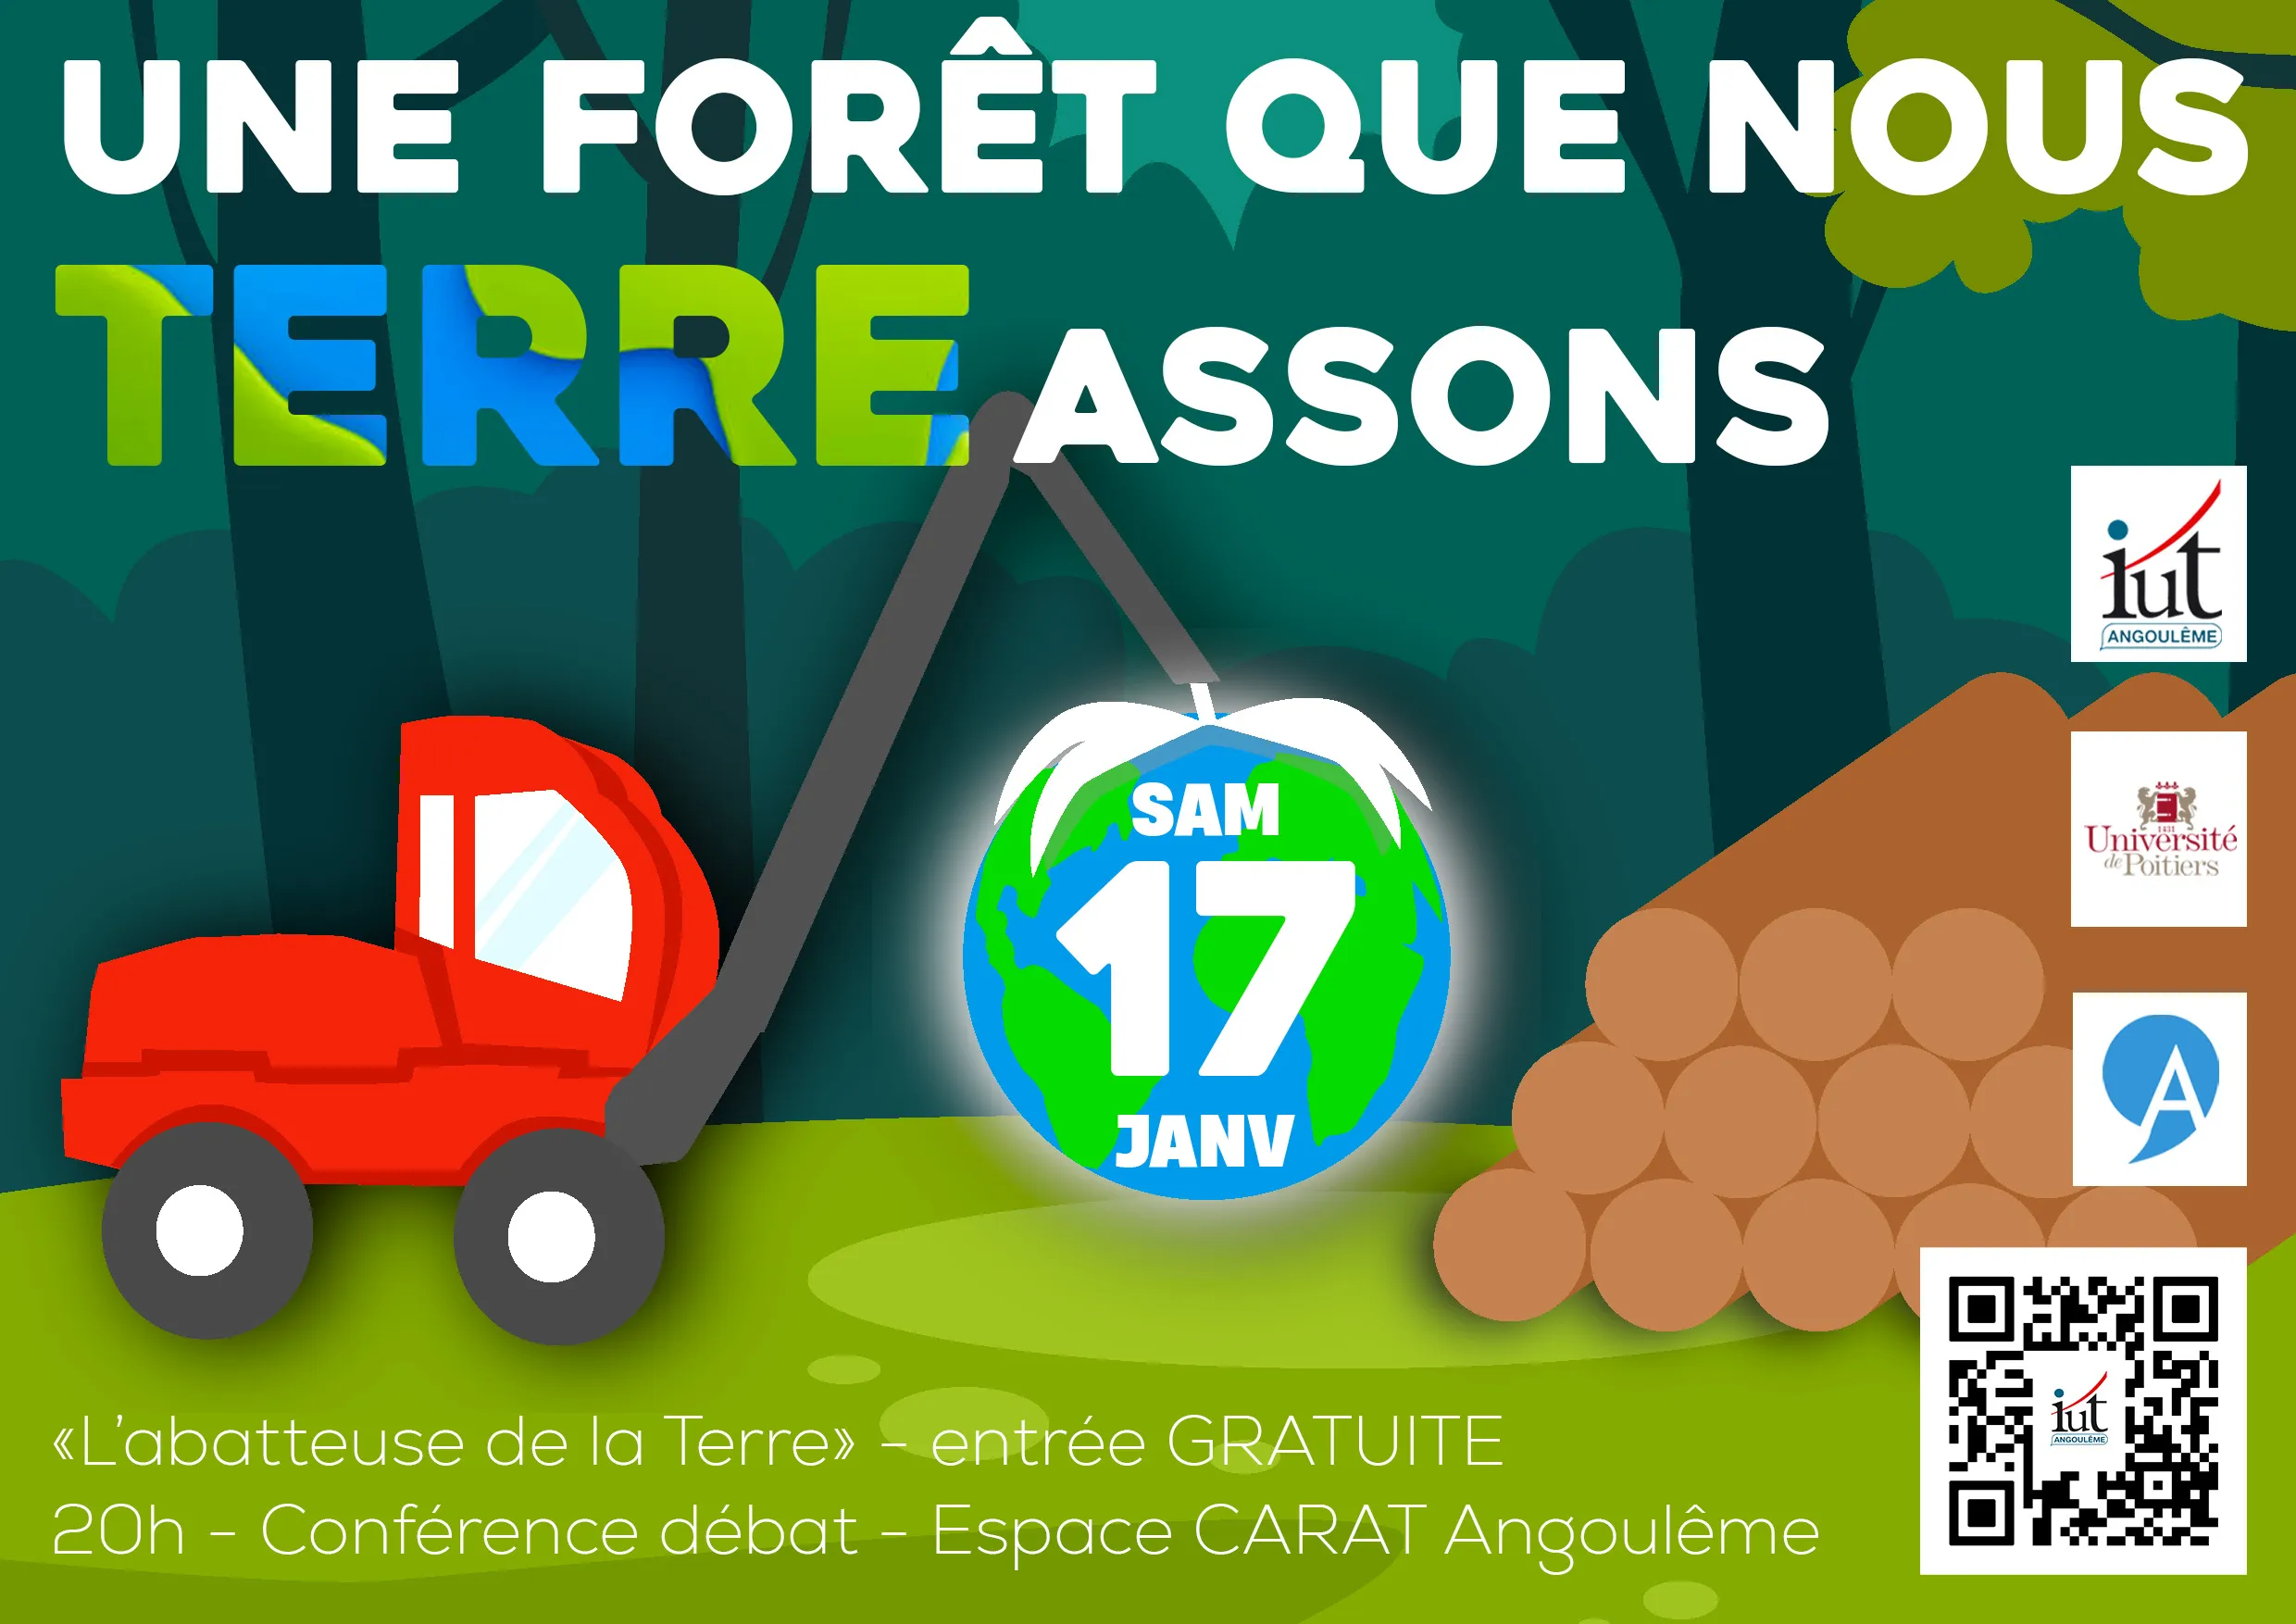 UNE FORÊT QUE NOUS
TERRE ASSONS
iut
ANGOULÊME
1431
Université
de Poitiers
A
SAM
17
JANV
iut
ANGOULÊME
«L'abatteuse de la Terre» - entrée GRATUITE
20h - Conférence débat - Espace CARAT Angoulême